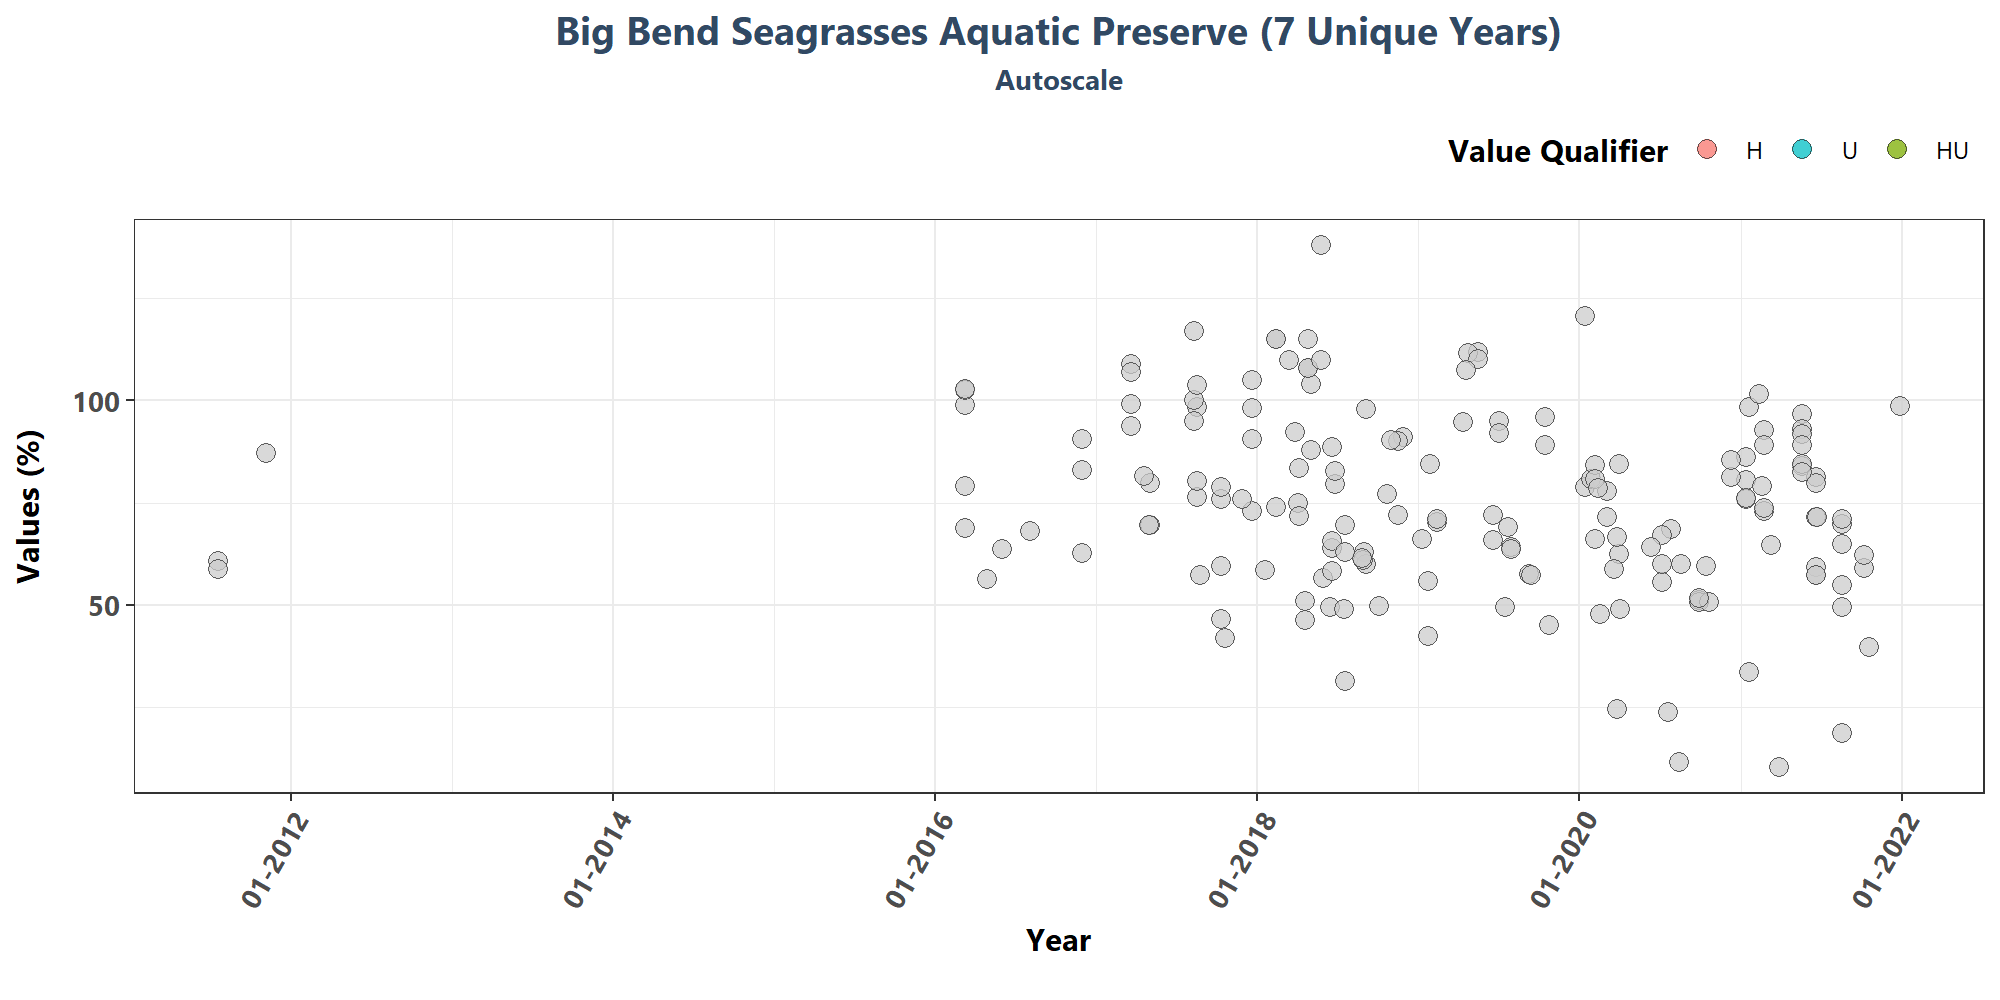 Big Bend Seagrasses Aquatic Preserve (7 Unique Years)
Autoscale
Value Qualifier H U HU
Values (%)
100
50
01-2012 01-2014 01-2016 01-2018 01-2020 01-2022
Year